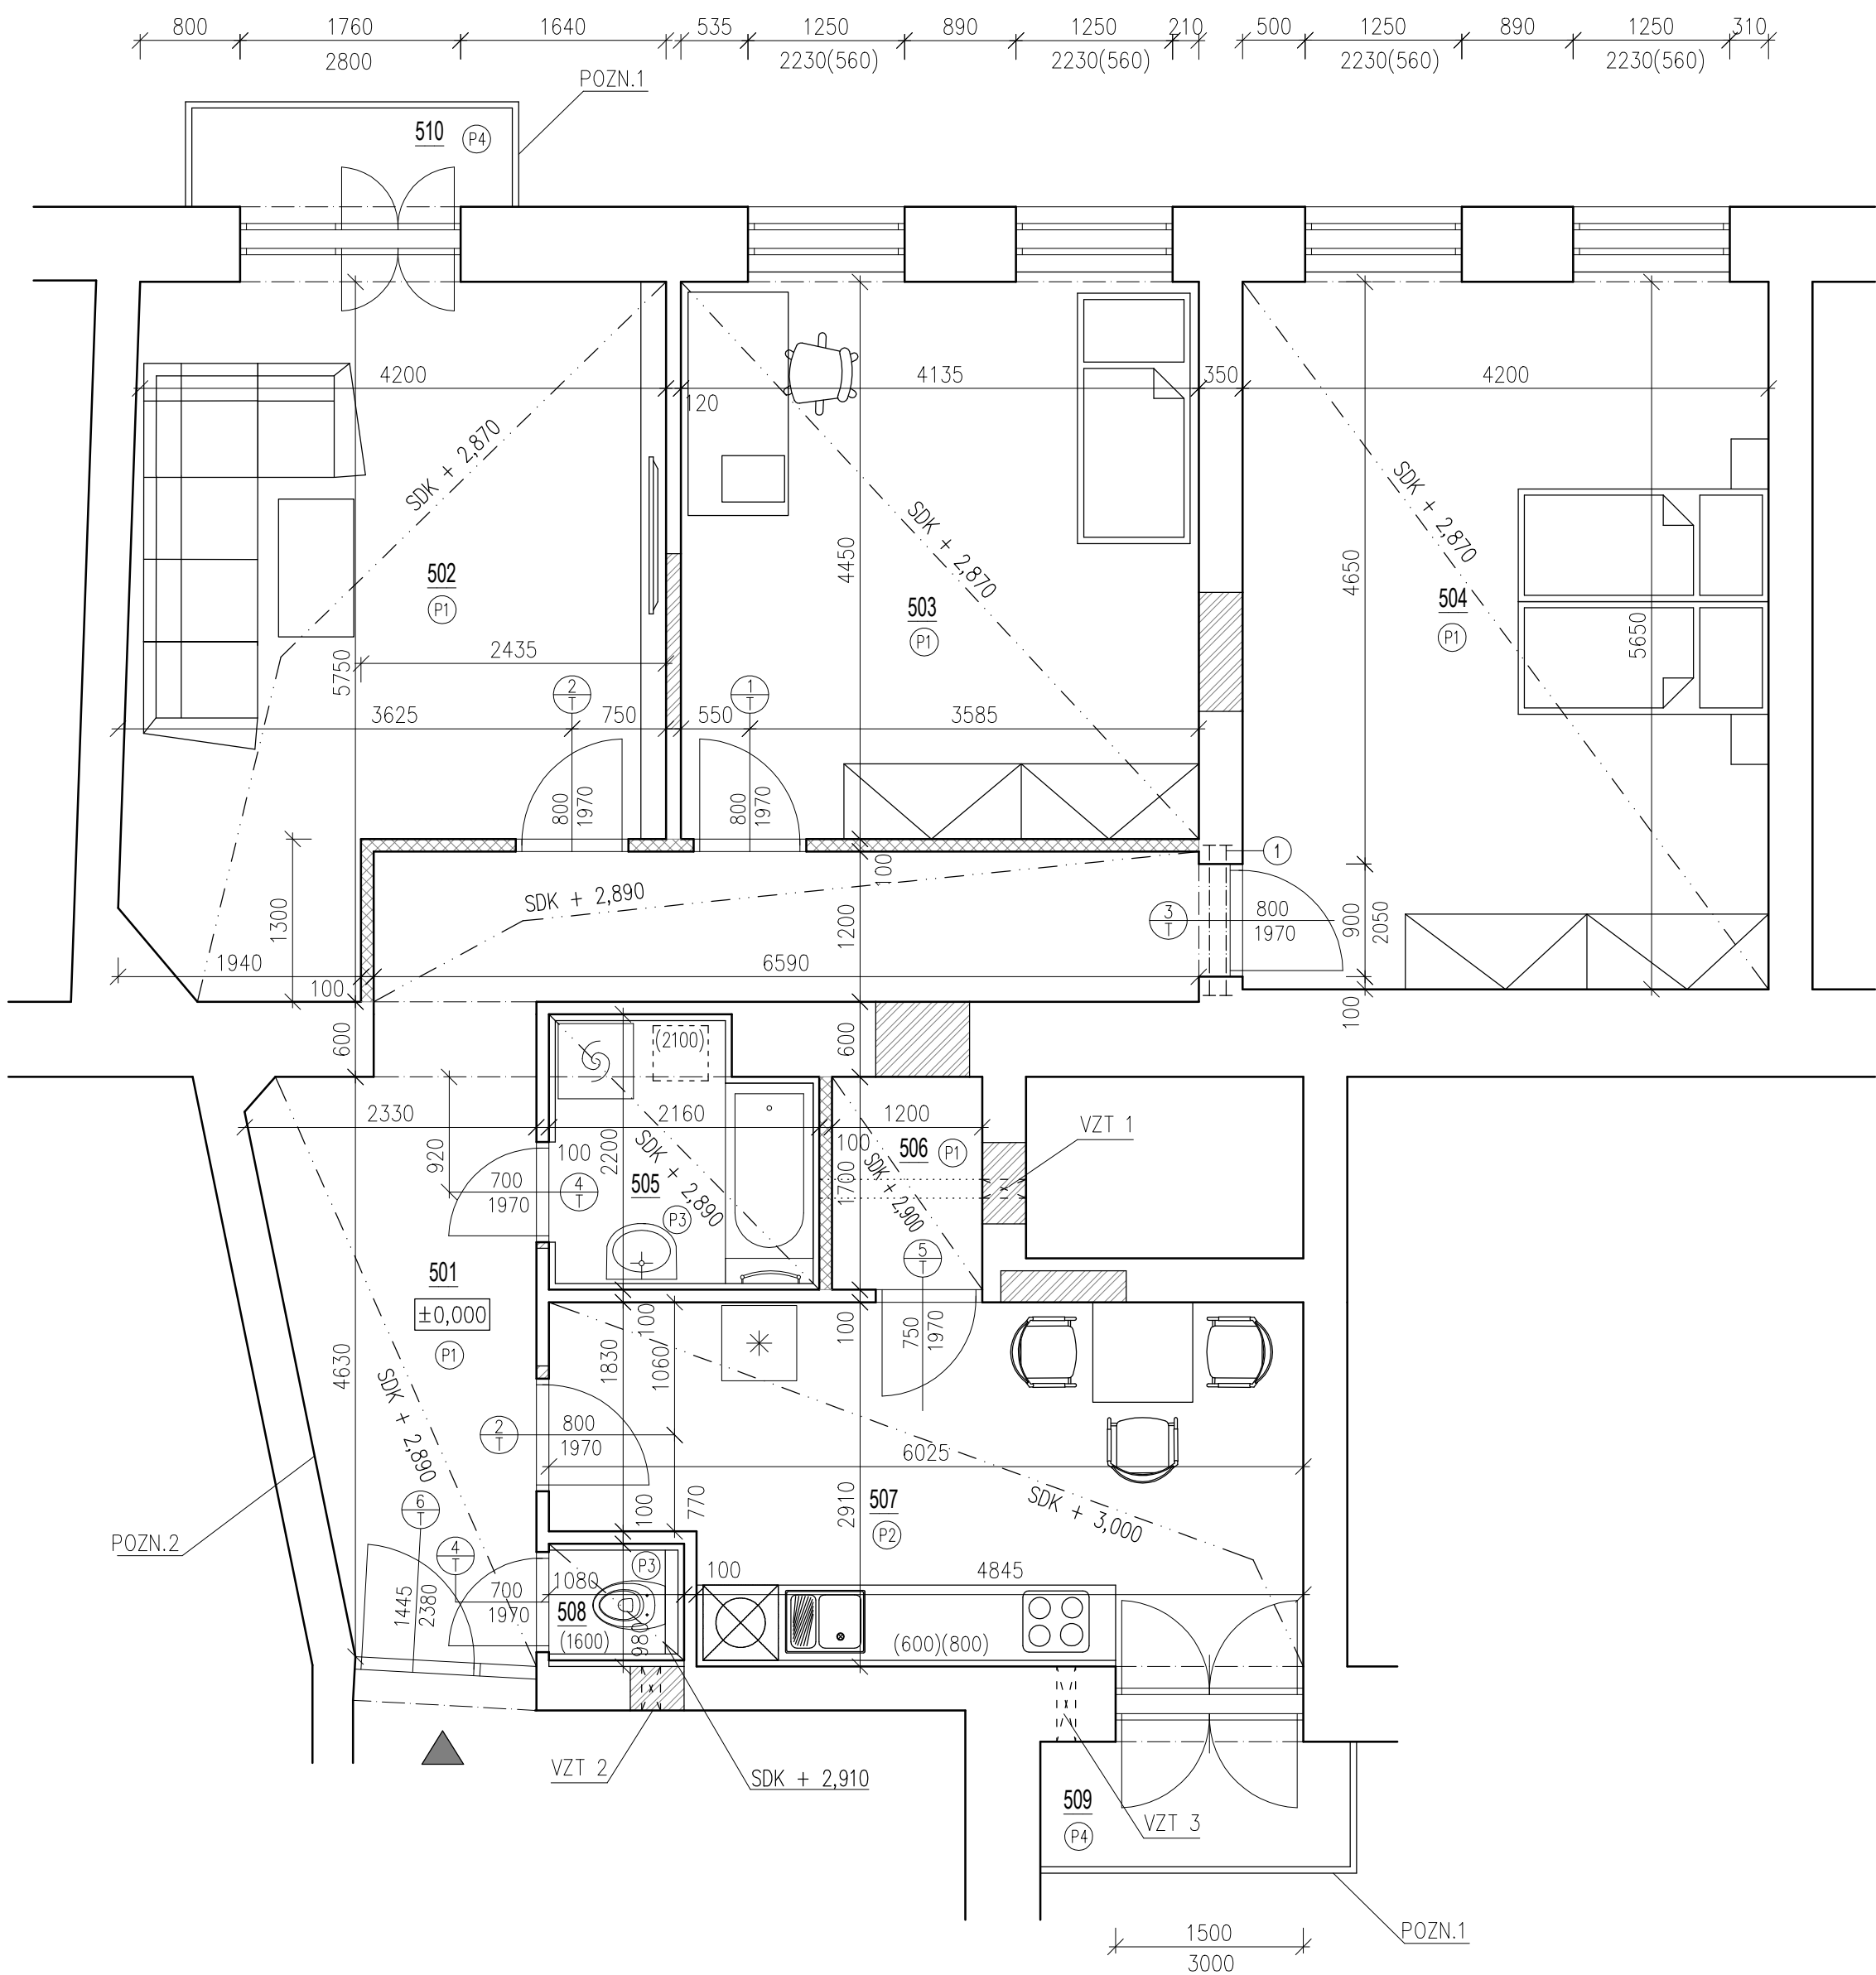 800 1760 1640 535 1250 890 1250 210 500 1250 890 1250 310
2800 2230(560) 2230(560) 2230(560) 2230(560)
POZN.1
510 P4
4200 4135 350 4200
120
SDK + 2,870
SDK + 2,870
SDK + 2,870
4450
4650
5650
502
P1
503
P1
504
P1
2435
5750
2
T
1
T
3625 750 550 3585
800
1970
800
1970
1
100
SDK + 2,890
1300
1200
3
T
800
1970
900
2050
1940 6590
100
100
600
600
(2100)
2330 2160 1200
VZT 1
920
100
2200
100
506 P1
700
1970
4
T
505
SDK + 2,890
P3
1700
SDK + 2,900
5
T
501
±0,000
P1
100
100
750
1970
4630
1830
1060
SDK + 2,890
2
T
800
1970
6025
100
770
2910
507
P2
SDK + 3,000
6
T
POZN.2
4
T
P3
1080
100
4845
1445
2380
700
1970
508
(1600)
980
(600)(800)
VZT 2
SDK + 2,910
509
P4
VZT 3
POZN.1
1500
3000